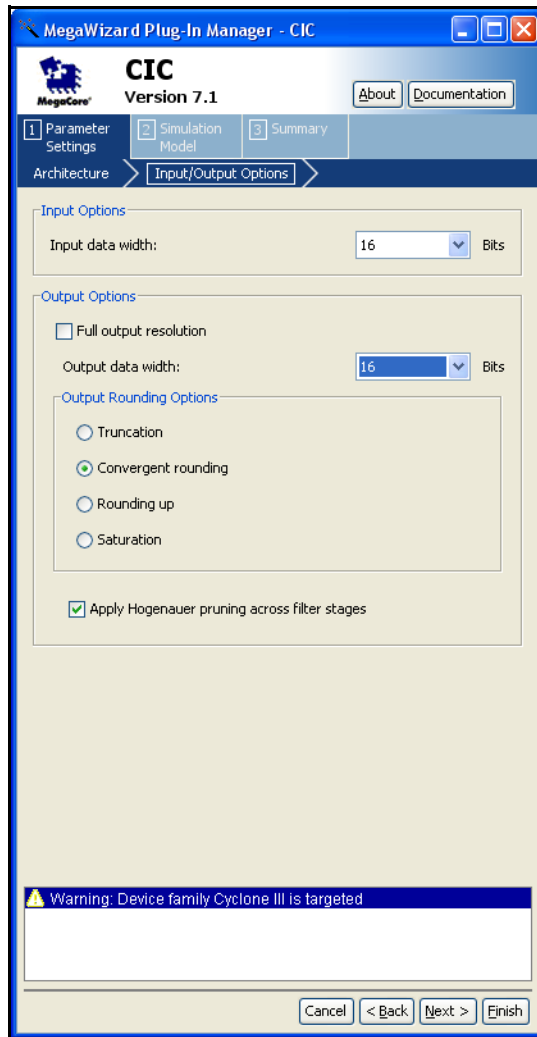 MegaWizard Plug-In Manager - CIC
MegaCore®
CIC
Version 7.1
About
Documentation
1 Parameter Settings
2 Simulation Model
3 Summary
Architecture
Input/Output Options
Input Options
Input data width: 16 Bits
Output Options
Full output resolution
Output data width: 16 Bits
Output Rounding Options
Truncation
Convergent rounding
Rounding up
Saturation
Apply Hogenauer pruning across filter stages
Warning: Device family Cyclone III is targeted
Cancel < Back Next > Finish